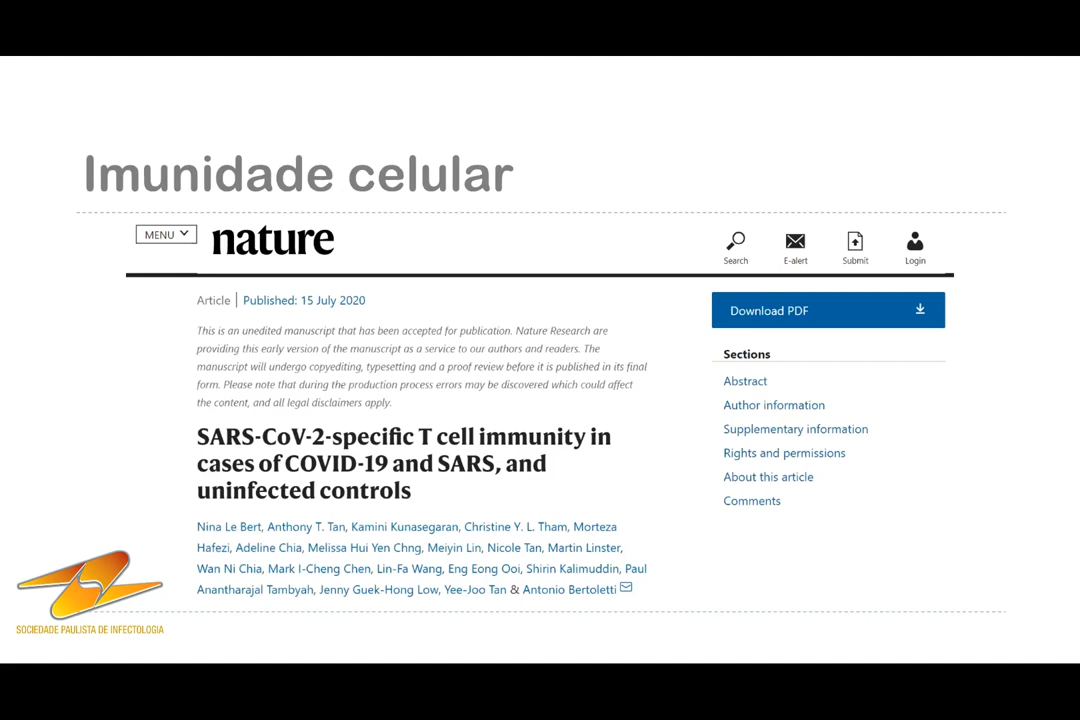 Imunidade celular
MENU
nature
Search
E-alert
Submit
Login
Article | Published: 15 July 2020
This is an unedited manuscript that has been accepted for publication. Nature Research are
providing this early version of the manuscript as a service to our authors and readers. The
manuscript will undergo copyediting, typesetting and a proof review before it is published in its final
form. Please note that during the production process errors may be discovered which could affect
the content, and all legal disclaimers apply.
SARS-CoV-2-specific T cell immunity in
cases of COVID-19 and SARS, and
uninfected controls
Nina Le Bert, Anthony T. Tan, Kamini Kunasegaran, Christine Y. L. Tham, Morteza
Hafezi, Adeline Chia, Melissa Hui Yen Chng, Meiyin Lin, Nicole Tan, Martin Linster,
Wan Ni Chia, Mark I-Cheng Chen, Lin-Fa Wang, Eng Eong Ooi, Shirin Kalimuddin, Paul
Anantharajal Tambyah, Jenny Guek-Hong Low, Yee-Joo Tan & Antonio Bertoletti
Download PDF
Sections
Abstract
Author information
Supplementary information
Rights and permissions
About this article
Comments
SOCIEDADE PAULISTA DE INFECTOLOGIA